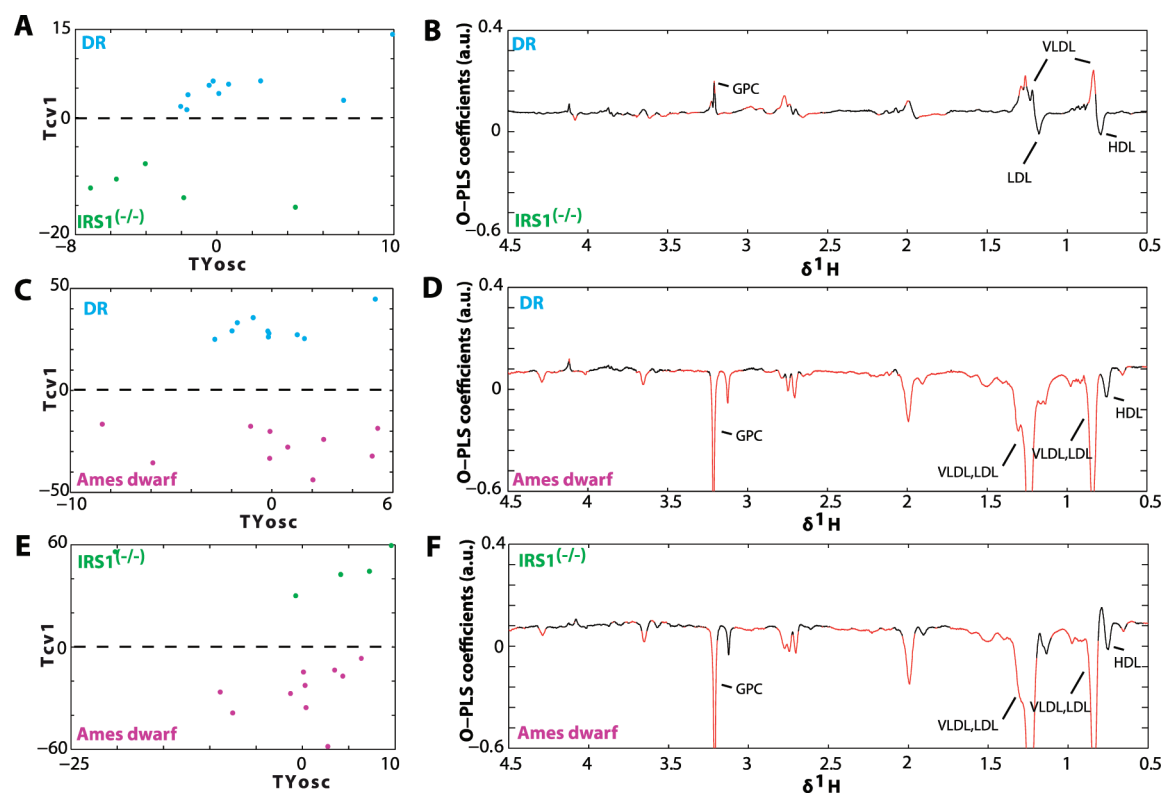 A
15
DR
Tcv1
0
IRS1(-/-)
−20
−8
0
10
TYosc
B
0.4
O−PLS coefficients (a.u.)
VLDL
GPC
0
LDL
HDL
IRS1(-/-)
−0.6
4.5
4
3.5
3
2.5
2
1.5
1
0.5
δ1H
C
50
DR
Tcv1
0
Ames dwarf
−50
−10
0
6
TYosc
D
0.4
DR
O−PLS coefficients (a.u.)
0
HDL
GPC
VLDL,LDL
VLDL,LDL
Ames dwarf
−0.6
4.5
4
3.5
3
2.5
2
1.5
1
0.5
δ1H
E
60
IRS1(-/-)
Tcv1
0
Ames dwarf
−60
−25
0
10
TYosc
F
0.4
IRS1(-/-)
O−PLS coefficients (a.u.)
0
HDL
GPC
VLDL,LDL
VLDL,LDL
Ames dwarf
−0.6
4.5
4
3.5
3
2.5
2
1.5
1
0.5
δ1H